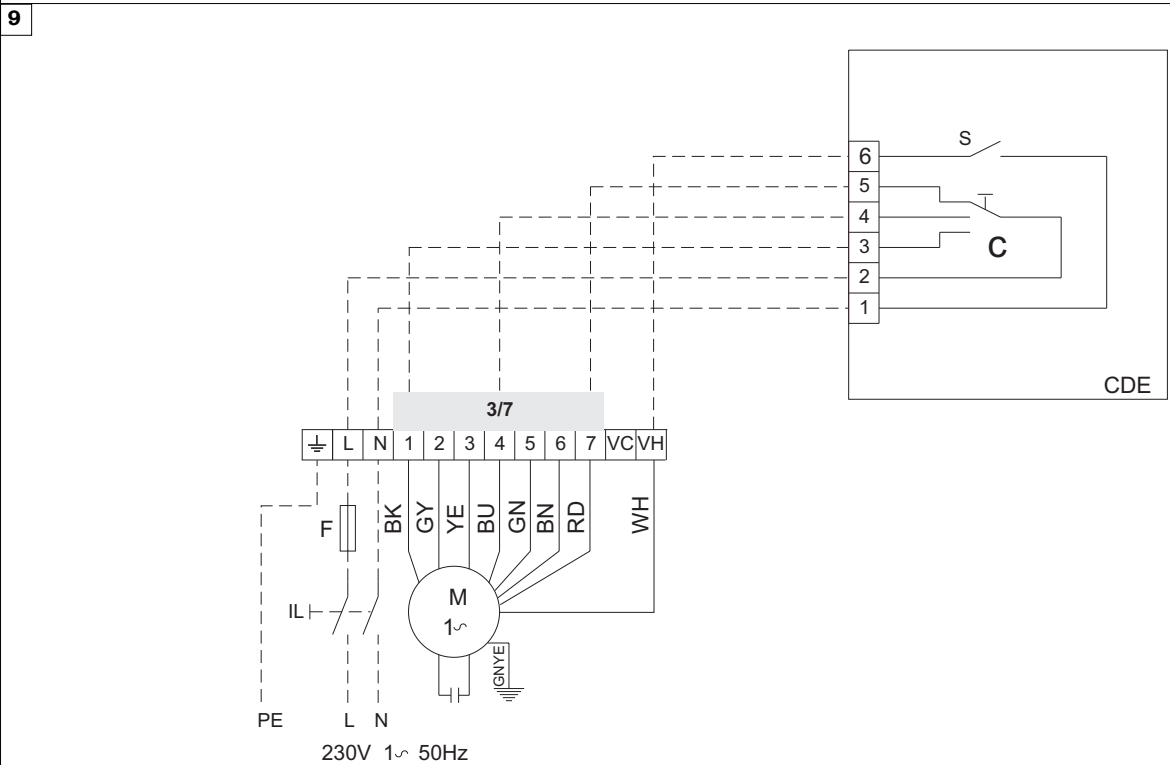 9
S
6
5
4
3
2
1
C
CDE
3/7
L N 1 2 3 4 5 6 7 VC VH
BK GY YE BU GN BN RD WH
F
M
1~
IL
GNYE
PE L N
230V 1~ 50Hz